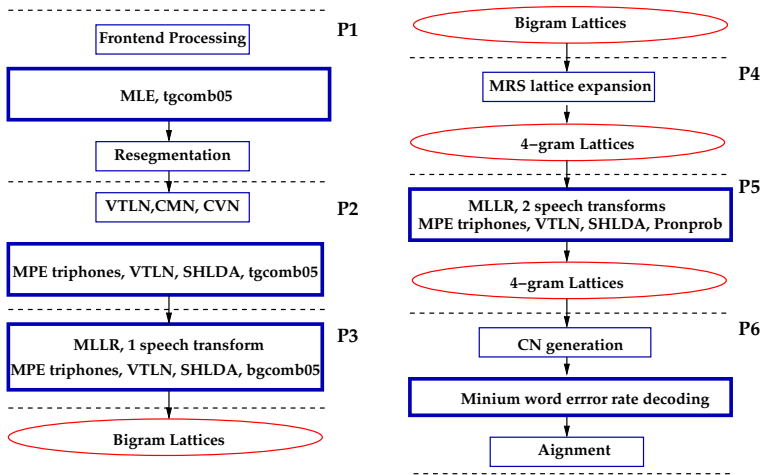 P1
Frontend Processing
MLE, tgcomb05
Resegmentation
P2
VTLN,CMN, CVN
MPE triphones, VTLN, SHLDA, tgcomb05
P3
MLLR, 1 speech transform
MPE triphones, VTLN, SHLDA, bgcomb05
Bigram Lattices
Bigram Lattices
P4
MRS lattice expansion
4−gram Lattices
P5
MLLR, 2 speech transforms
MPE triphones, VTLN, SHLDA, Pronprob
4−gram Lattices
P6
CN generation
Minium word errror rate decoding
Aignment